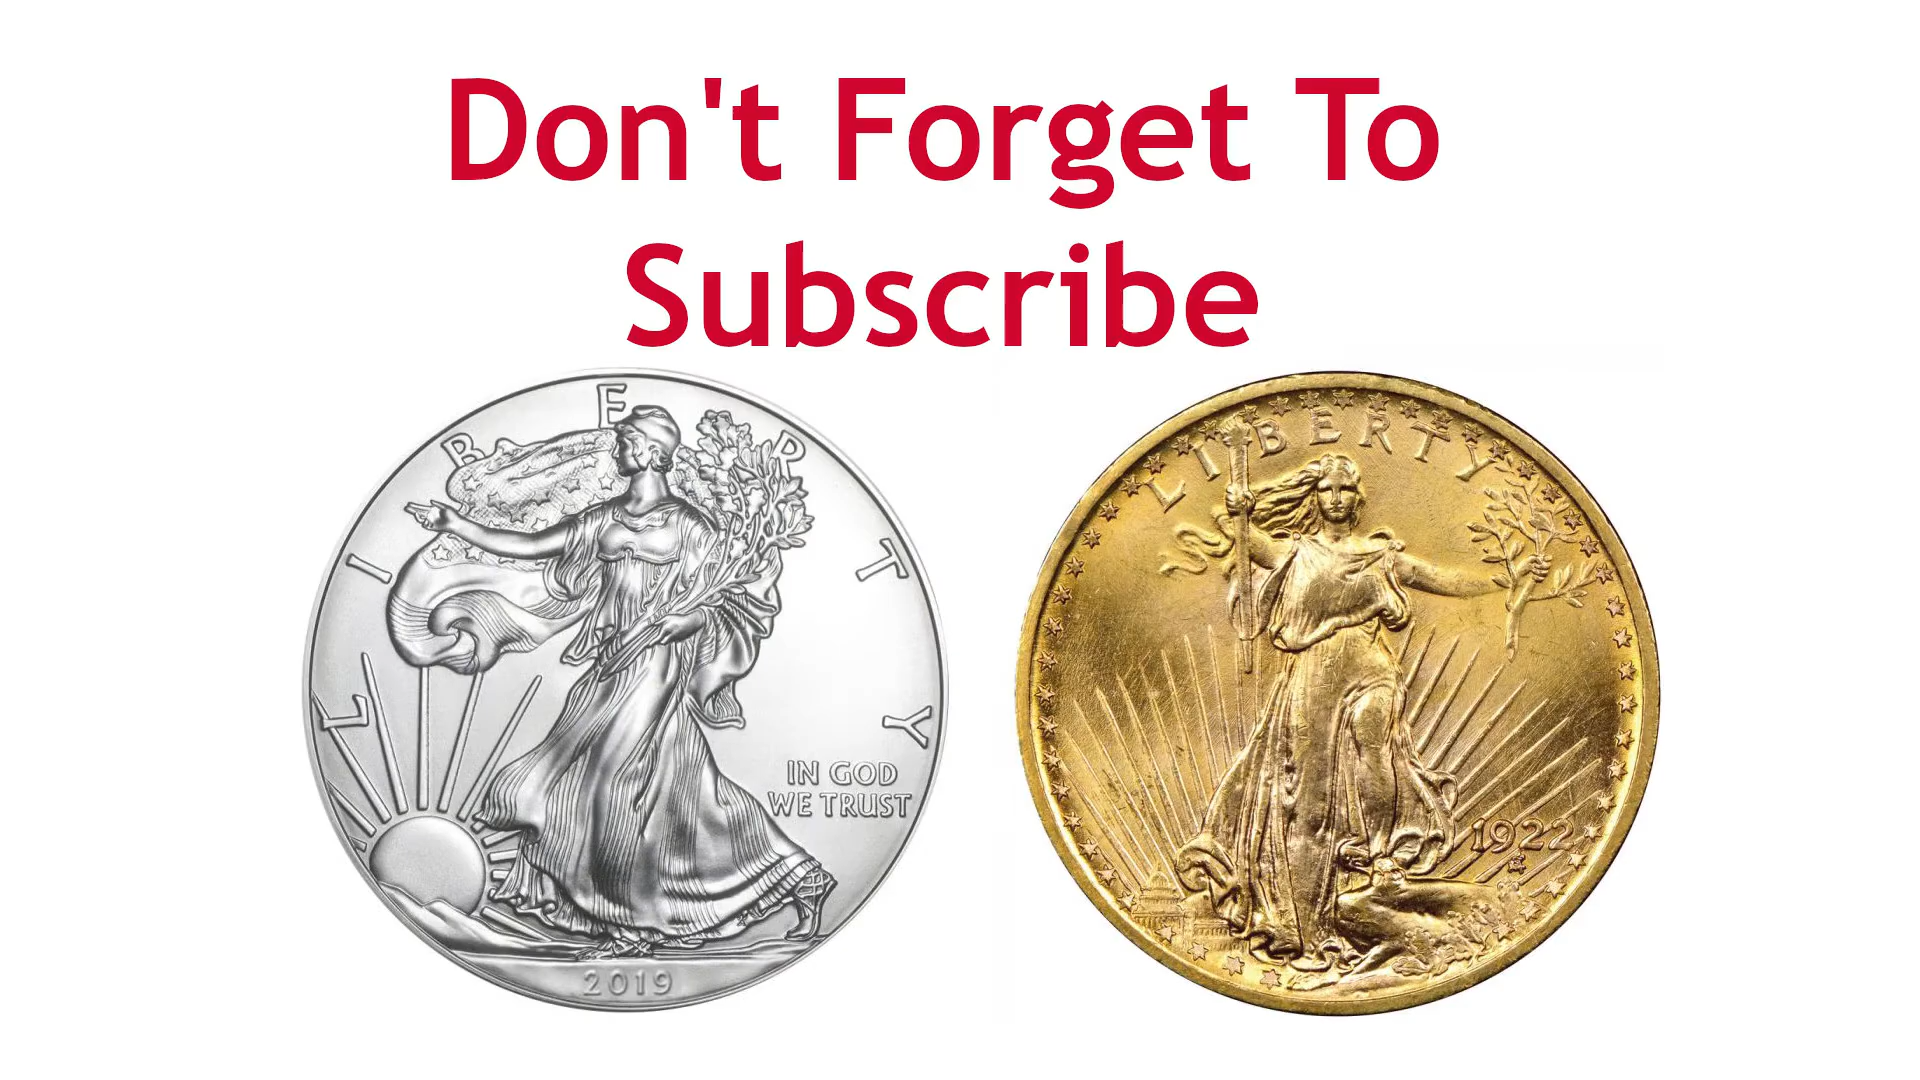 Don't Forget To
Subscribe
LIBERTY
IN GOD
WE TRUST
2019
LIBERTY
1922